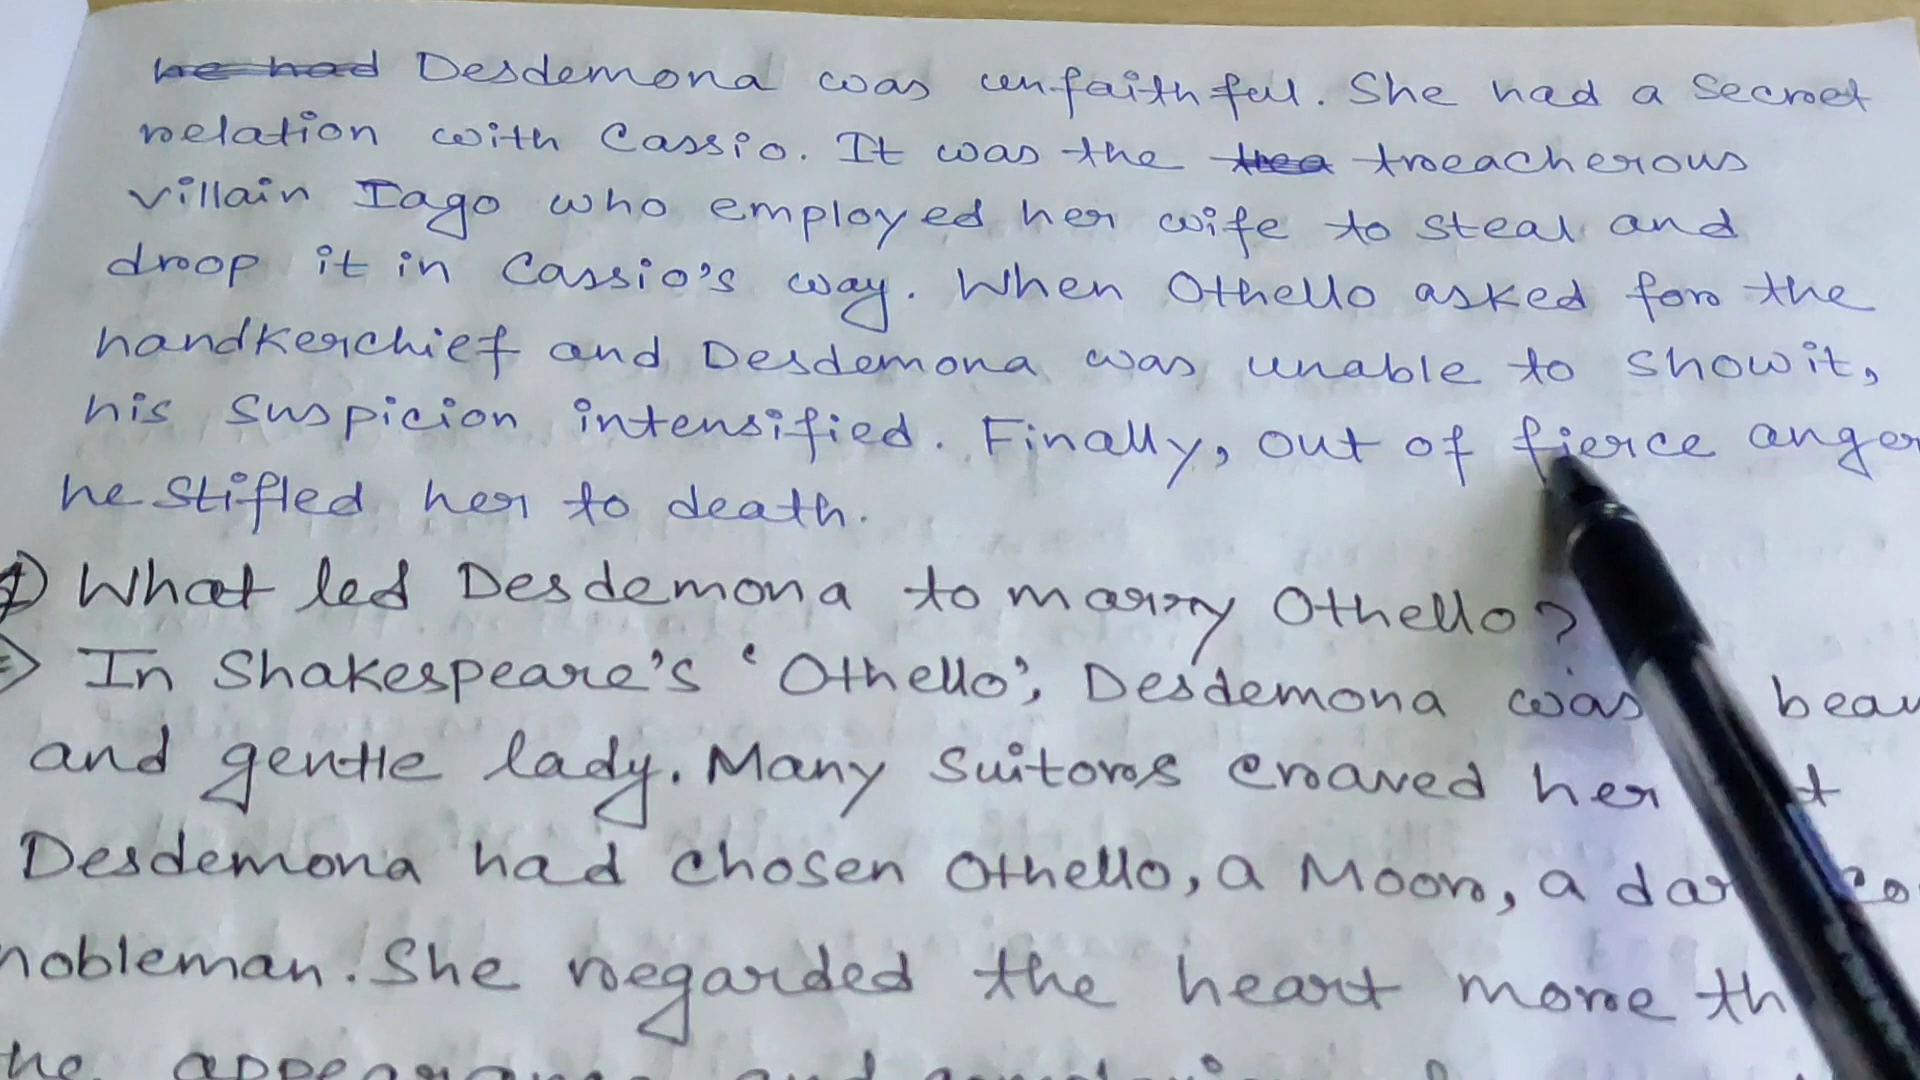 he had Desdemona was unfaithful. She had a secret
relation with Cassio. It was the trea treacherous
villain Iago who employed her wife to steal and
drop it in Cassio's way. When Othello asked for the
handkerchief and Desdemona was unable to show it,
his suspicion intensified. Finally, out of fierce anger
he stifled her to death.
What led Desdemona to marry Othello?
⇒ In Shakespeare's 'Othello', Desdemona was
and gentle lady. Many suitors craved her
Desdemona had chosen Othello, a Moor, a
nobleman. She regarded the heart more